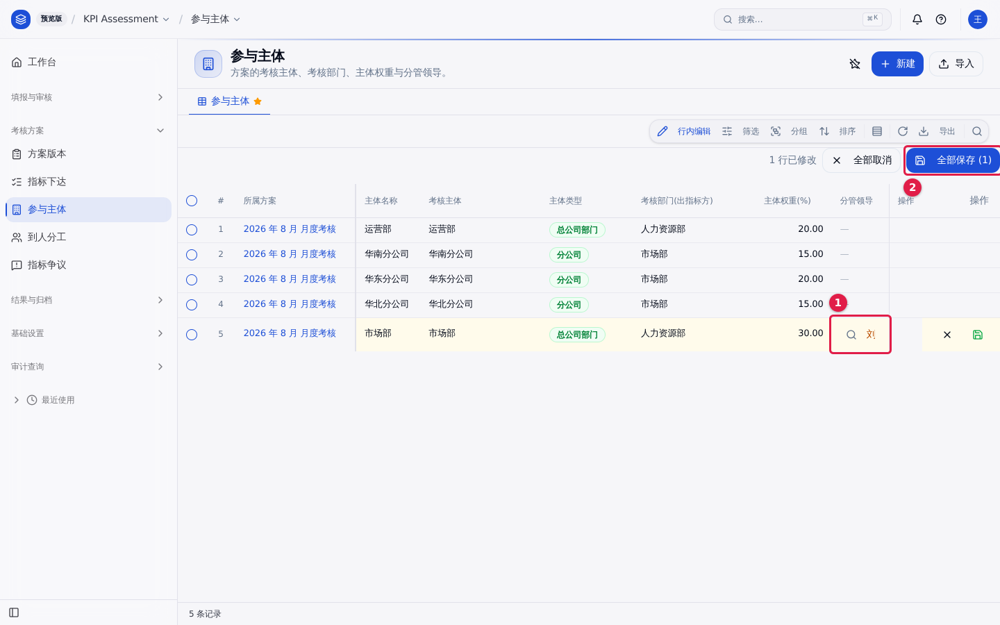 预览版 / KPI Assessment / 参与主体
搜索... ⌘K
王
工作台
填报与审核
考核方案
方案版本
指标下达
参与主体
到人分工
指标争议
结果与归档
基础设置
审计查询
最近使用
参与主体
方案的考核主体、考核部门、主体权重与分管领导。
新建 导入
参与主体
行内编辑 筛选 分组 排序 导出
1 行已修改 全部取消 全部保存 (1)
2
# 所属方案 主体名称 考核主体 主体类型 考核部门(出指标方) 主体权重(%) 分管领导 操作 操作
1 2026 年 8 月 月度考核 运营部 运营部 总公司部门 人力资源部 20.00 —
2 2026 年 8 月 月度考核 华南分公司 华南分公司 分公司 市场部 15.00 —
3 2026 年 8 月 月度考核 华东分公司 华东分公司 分公司 市场部 20.00 —
4 2026 年 8 月 月度考核 华北分公司 华北分公司 分公司 市场部 15.00
1
5 2026 年 8 月 月度考核 市场部 市场部 总公司部门 人力资源部 30.00 刘
5 条记录